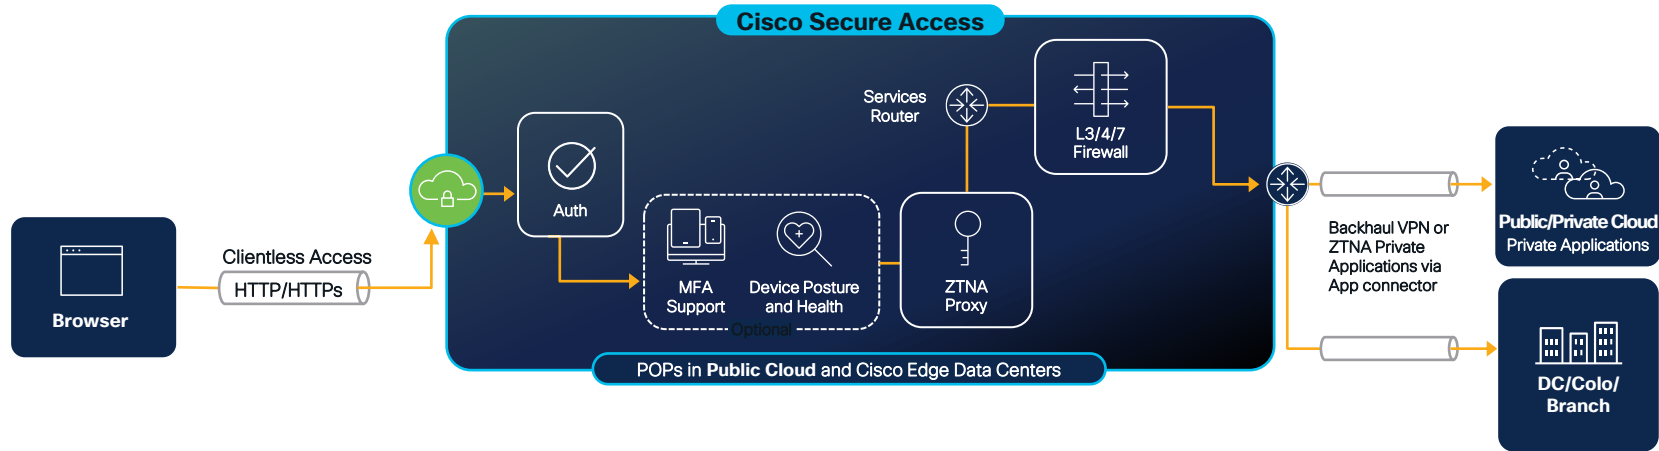 Cisco Secure Access
Services
Router
L3/4/7
Firewall
Auth
Clientless Access
HTTP/HTTPs
Browser
MFA
Support
Device Posture
and Health
Optional
ZTNA
Proxy
POPs in Public Cloud and Cisco Edge Data Centers
Backhaul VPN or
ZTNA Private
Applications via
App connector
Public/Private Cloud
Private Applications
DC/Colo/
Branch